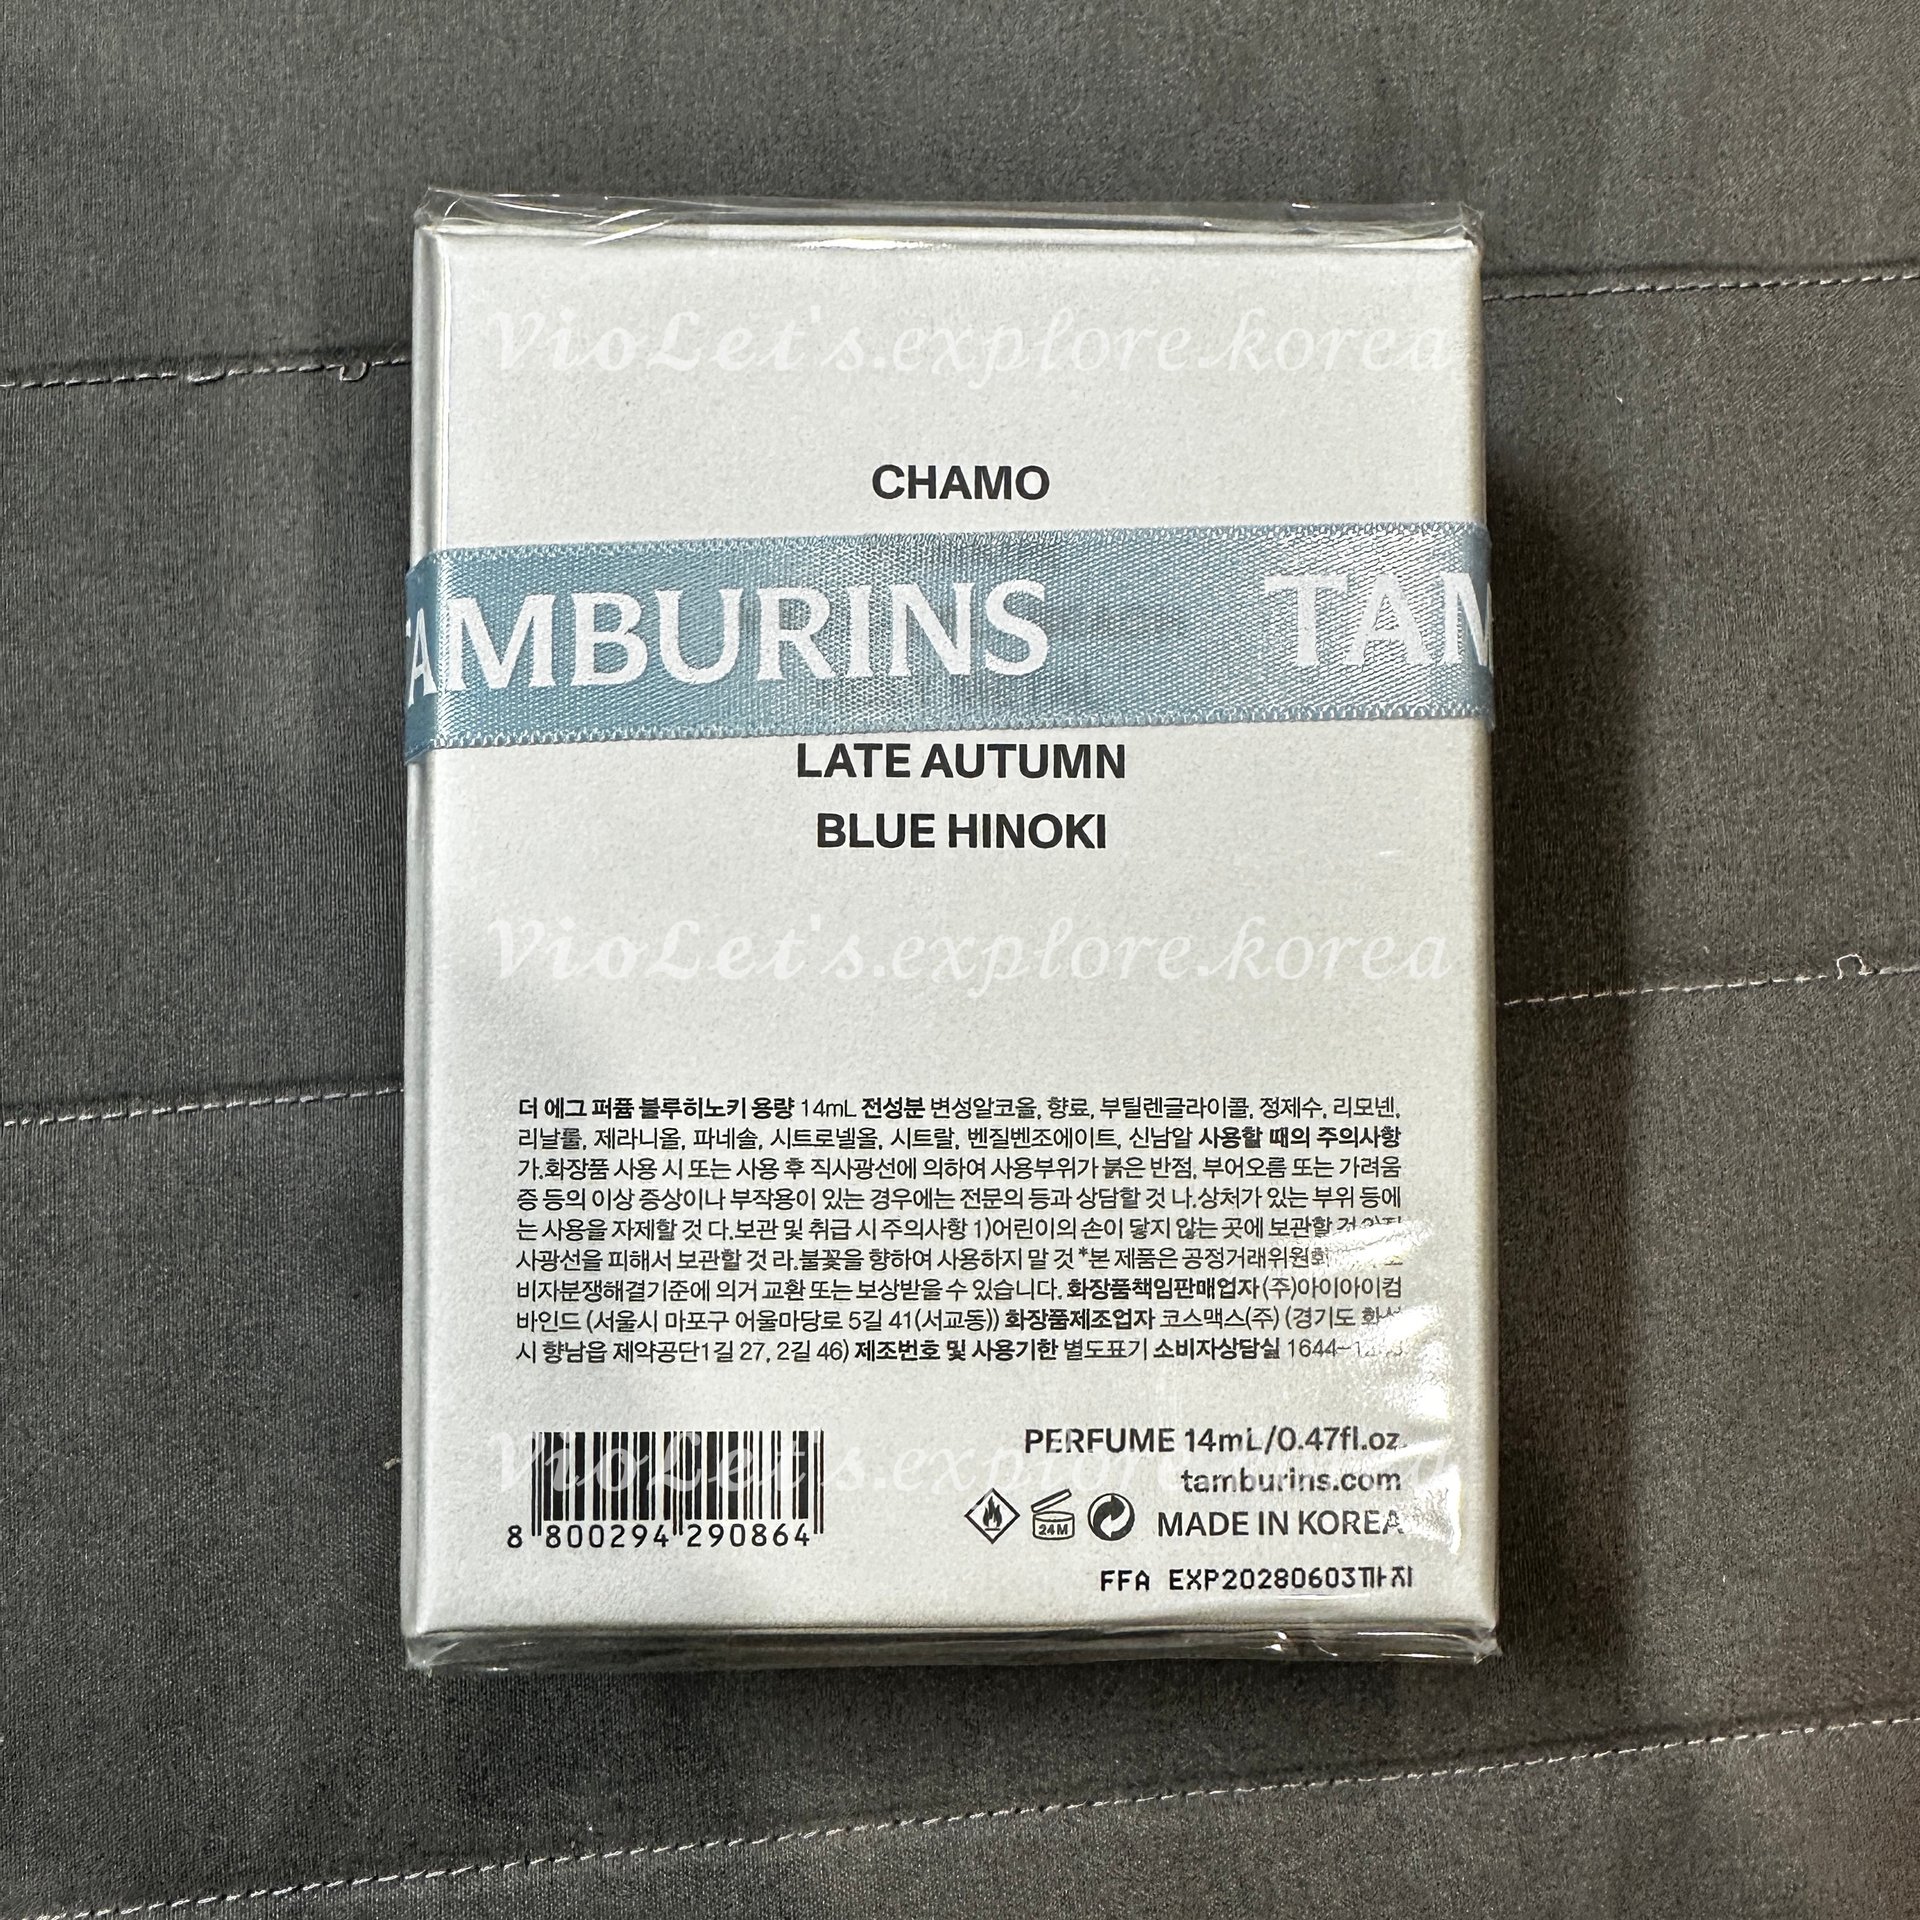 VioLet's.explore.korea
CHAMO
TAMBURINS TAM
LATE AUTUMN
BLUE HINOKI
VioLet's.explore.korea
더 에그 퍼퓸 블루히노키 용량 14mL 전성분 변성알코올, 향료, 부틸렌글라이콜, 정제수, 리모넨,
리날룰, 제라니올, 파네솔, 시트로넬올, 시트랄, 벤질벤조에이트, 신남알 사용할 때의 주의사항
가.화장품 사용 시 또는 사용 후 직사광선에 의하여 사용부위가 붉은 반점, 부어오름 또는 가려움
증 등의 이상 증상이나 부작용이 있는 경우에는 전문의 등과 상담할 것 나.상처가 있는 부위 등에
는 사용을 자제할 것 다.보관 및 취급 시 주의사항 1)어린이의 손이 닿지 않는 곳에 보관할 것
사광선을 피해서 보관할 것 라.불꽃을 향하여 사용하지 말 것 *본 제품은 공정거래위원회
비자분쟁해결기준에 의거 교환 또는 보상받을 수 있습니다. 화장품책임판매업자 (주)아이아이컴
바인드 (서울시 마포구 어울마당로 5길 41(서교동)) 화장품제조업자 코스맥스(주) (경기도 화성
시 향남읍 제약공단1길 27, 2길 46) 제조번호 및 사용기한 별도표기 소비자상담실
VioLet's.explore.korea
PERFUME 14mL/0.47fl.oz.
tamburins.com
24M MADE IN KOREA
8 800294 290864
FFA EXP20280603까지